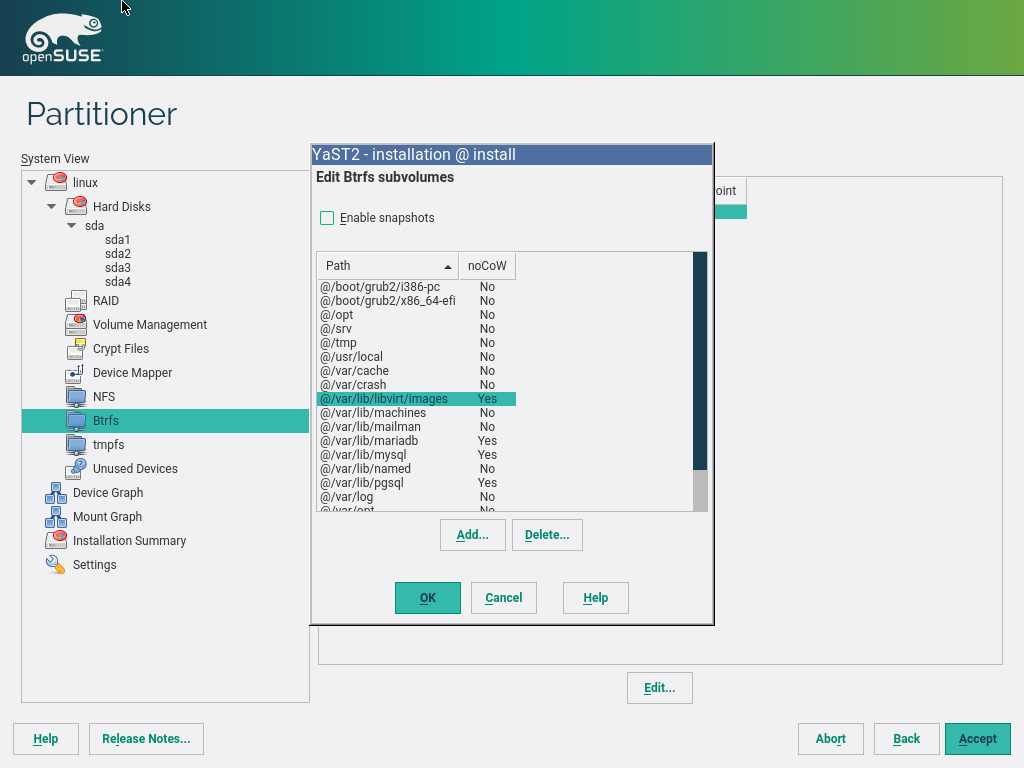 openSUSE
Partitioner
System View
linux
Hard Disks
sda
sda1
sda2
sda3
sda4
RAID
Volume Management
Crypt Files
Device Mapper
NFS
Btrfs
tmpfs
Unused Devices
Device Graph
Mount Graph
Installation Summary
Settings
YaST2 - installation @ install
Edit Btrfs subvolumes
Enable snapshots
Path noCoW
@/boot/grub2/i386-pc No
@/boot/grub2/x86_64-efi No
@/opt No
@/srv No
@/tmp No
@/usr/local No
@/var/cache No
@/var/crash No
@/var/lib/libvirt/images Yes
@/var/lib/machines No
@/var/lib/mailman No
@/var/lib/mariadb Yes
@/var/lib/mysql Yes
@/var/lib/named No
@/var/lib/pgsql Yes
@/var/log No
@/var/opt No
Add... Delete...
OK Cancel Help
oint
Edit...
Help Release Notes... Abort Back Accept